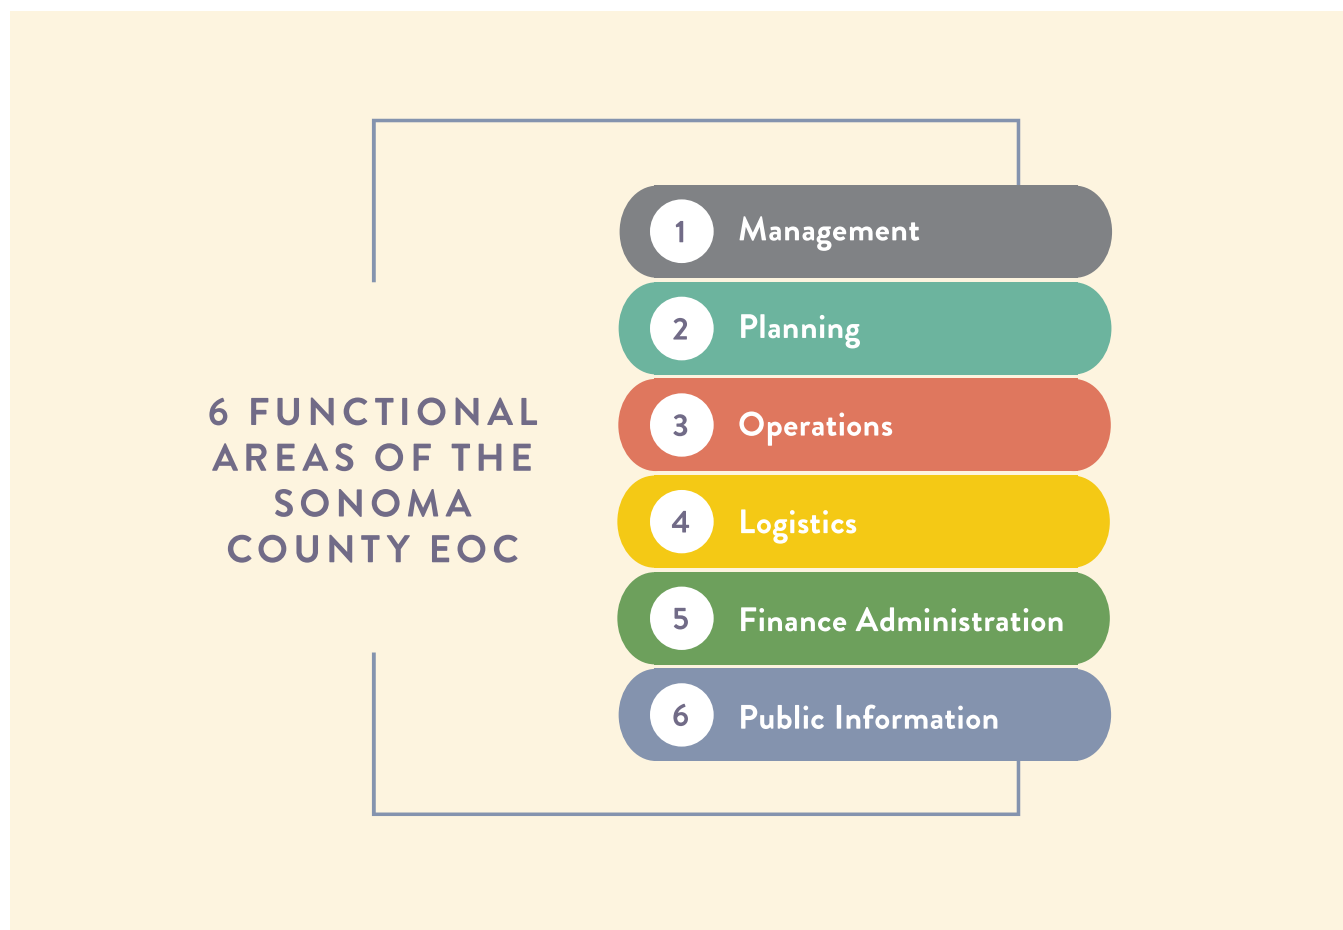 6 FUNCTIONAL
AREAS OF THE
SONOMA
COUNTY EOC
1 Management
2 Planning
3 Operations
4 Logistics
5 Finance Administration
6 Public Information